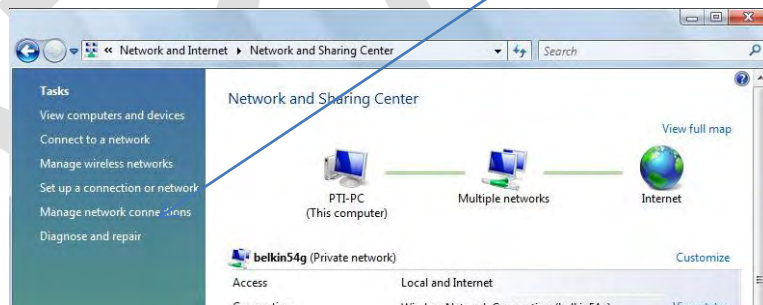 « Network and Internet ▸ Network and Sharing Center
Search
Tasks
View computers and devices
Connect to a network
Manage wireless networks
Set up a connection or network
Manage network connections
Diagnose and repair
Network and Sharing Center
View full map
PTI-PC
(This computer)
Multiple networks
Internet
belkin54g (Private network)
Customize
Access
Local and Internet